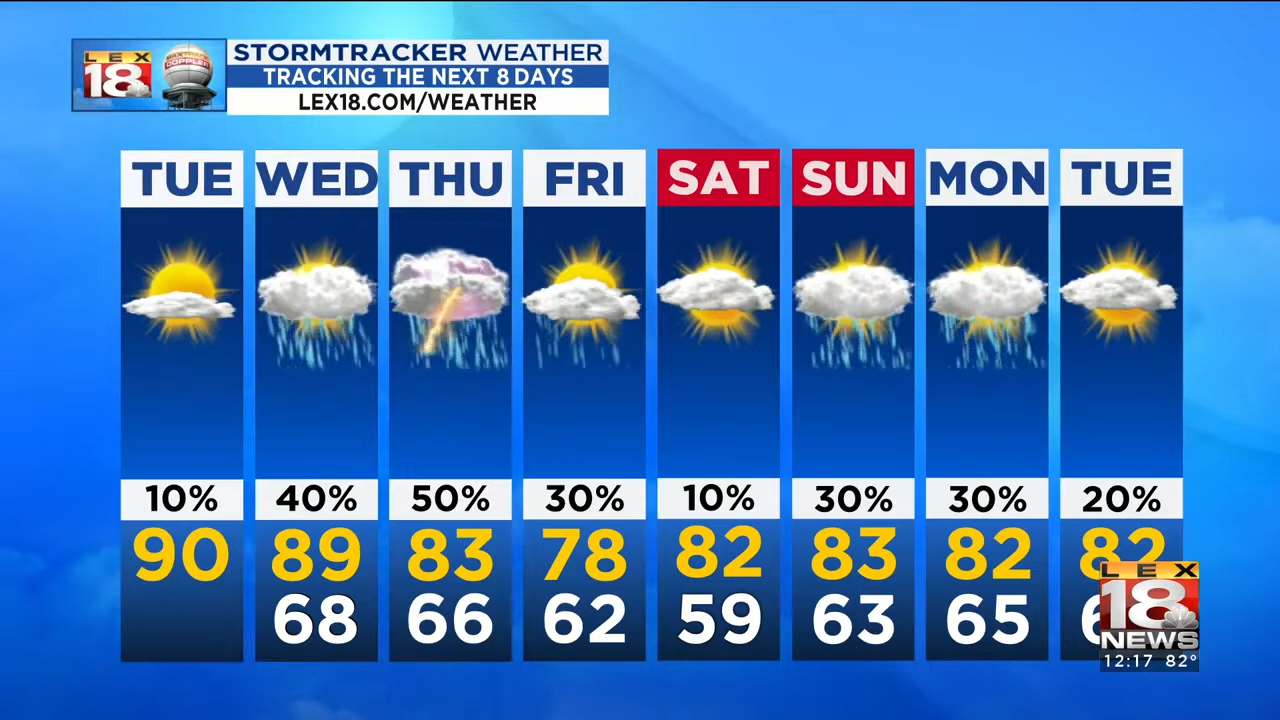 LEX
18
MAXTRACK
DOPPLER
STORMTRACKER WEATHER
TRACKING THE NEXT 8 DAYS
LEX18.COM/WEATHER
TUE WED THU FRI SAT SUN MON TUE
10% 40% 50% 30% 10% 30% 30% 20%
90 89 83 78 82 83 82 82
68 66 62 59 63 65
LEX
18
NEWS
12:17 82°